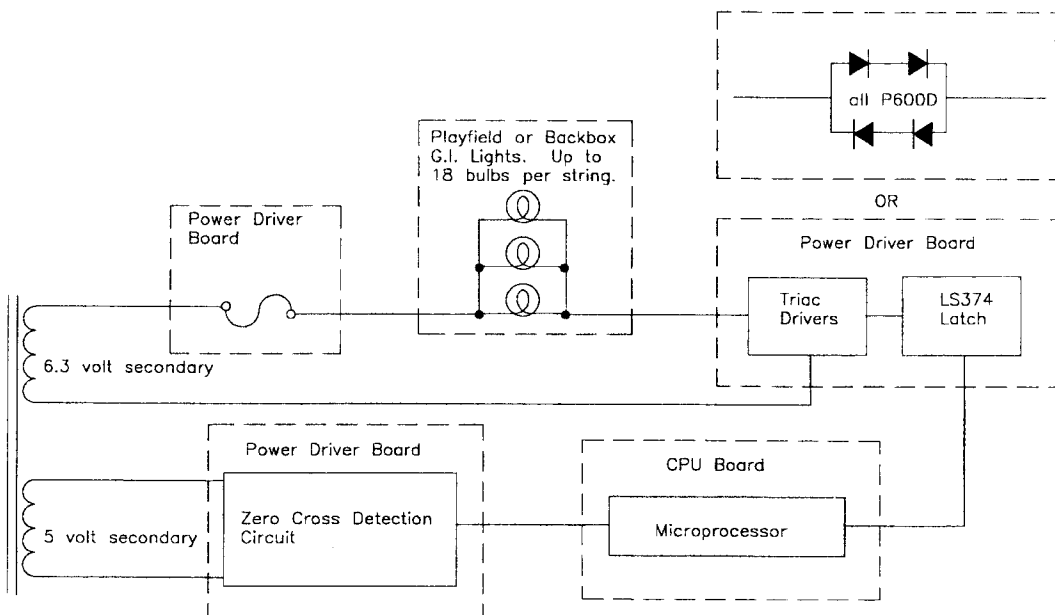 all P600D
OR
Playfield or Backbox
G.I. Lights. Up to
18 bulbs per string.
Power Driver
Board
Power Driver Board
Triac
Drivers
LS374
Latch
6.3 volt secondary
Power Driver Board
Zero Cross Detection
Circuit
5 volt secondary
CPU Board
Microprocessor